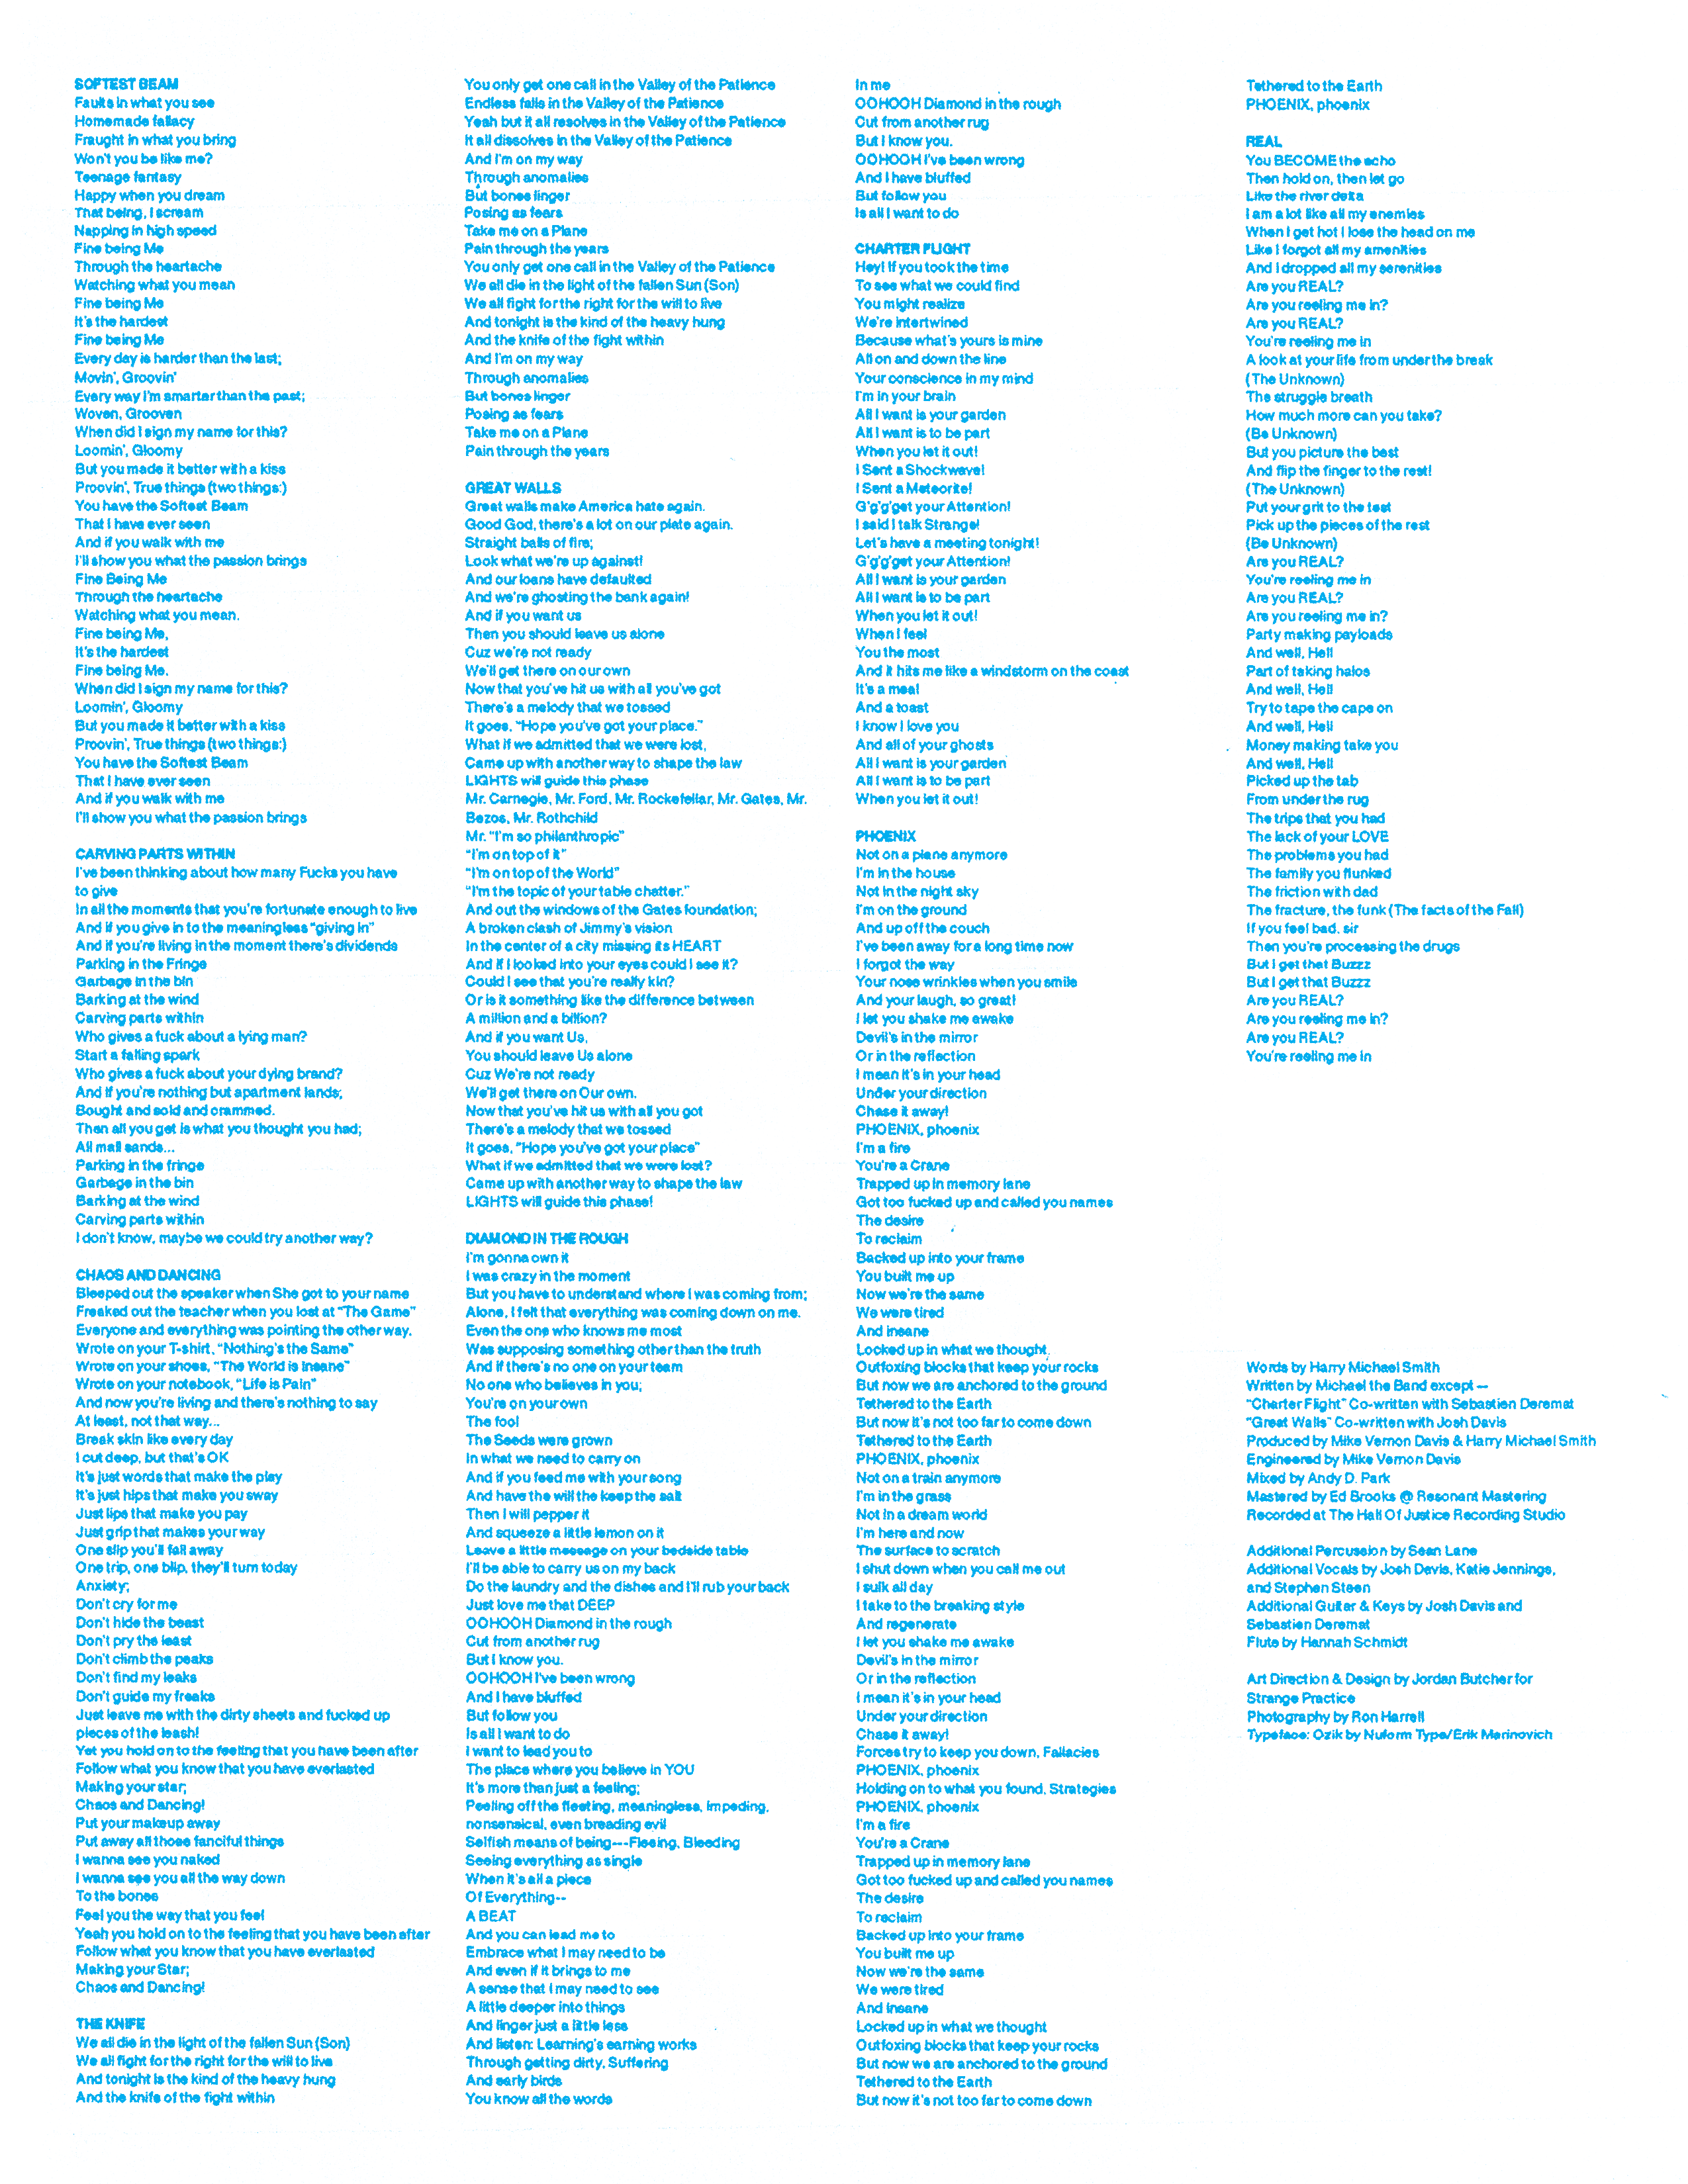 SOFTEST BEAM
Faults in what you see
Homemade fallacy
Fraught in what you bring
Won't you be like me?
Teenage fantasy
Happy when you dream
That being, I scream
Napping in high speed
Fine being Me
Through the heartache
Watching what you mean
Fine being Me
It's the hardest
Fine being Me
Every day is harder than the last;
Movin', Groovin'
Every way I'm smarter than the past;
Woven, Grooven
When did I sign my name for this?
Loomin', Gloomy
But you made it better with a kiss
Proovin', True things (two things:)
You have the Softest Beam
That I have ever seen
And if you walk with me
I'll show you what the passion brings
Fine Being Me
Through the heartache
Watching what you mean.
Fine being Me,
It's the hardest
Fine being Me.
When did I sign my name for this?
Loomin', Gloomy
But you made it better with a kiss
Proovin', True things (two things:)
You have the Softest Beam
That I have ever seen
And if you walk with me
I'll show you what the passion brings

CARVING PARTS WITHIN
I've been thinking about how many Fucks you have
to give
In all the moments that you're fortunate enough to live
And if you give in to the meaningless "giving in"
And if you're living in the moment there's dividends
Parking in the Fringe
Garbage in the bin
Barking at the wind
Carving parts within
Who gives a fuck about a lying man?
Start a falling spark
Who gives a fuck about your dying brand?
And if you're nothing but apartment lands;
Bought and sold and crammed.
Then all you get is what you thought you had;
All mall sands...
Parking in the fringe
Garbage in the bin
Barking at the wind
Carving parts within
I don't know, maybe we could try another way?

CHAOS AND DANCING
Bleeped out the speaker when She got to your name
Freaked out the teacher when you lost at "The Game"
Everyone and everything was pointing the other way.
Wrote on your T-shirt, "Nothing's the Same"
Wrote on your shoes, "The World is Insane"
Wrote on your notebook, "Life is Pain"
And now you're living and there's nothing to say
At least, not that way...
Break skin like every day
I cut deep, but that's OK
It's just words that make the play
It's just hips that make you sway
Just lips that make you pay
Just grip that makes your way
One slip you'll fall away
One trip, one blip, they'll turn today
Anxiety;
Don't cry for me
Don't hide the beast
Don't pry the least
Don't climb the peaks
Don't find my leaks
Don't guide my freaks
Just leave me with the dirty sheets and fucked up
pieces of the leash!
Yet you hold on to the feeling that you have been after
Follow what you know that you have everlasted
Making your star;
Chaos and Dancing!
Put your makeup away
Put away all those fanciful things
I wanna see you naked
I wanna see you all the way down
To the bones
Feel you the way that you feel
Yeah you hold on to the feeling that you have been after
Follow what you know that you have everlasted
Making your Star;
Chaos and Dancing!

THE KNIFE
We all die in the light of the fallen Sun (Son)
We all fight for the right for the will to live
And tonight is the kind of the heavy hung
And the knife of the fight within
You only get one call in the Valley of the Patience
Endless falls in the Valley of the Patience
Yeah but it all resolves in the Valley of the Patience
It all dissolves in the Valley of the Patience
And I'm on my way
Through anomalies
But bones linger
Posing as fears
Take me on a Plane
Pain through the years
You only get one call in the Valley of the Patience
We all die in the light of the fallen Sun (Son)
We all fight for the right for the will to live
And tonight is the kind of the heavy hung
And the knife of the fight within
And I'm on my way
Through anomalies
But bones linger
Posing as fears
Take me on a Plane
Pain through the years

GREAT WALLS
Great walls make America hate again.
Good God, there's a lot on our plate again.
Straight balls of fire;
Look what we're up against!
And our loans have defaulted
And we're ghosting the bank again!
And if you want us
Then you should leave us alone
Cuz we're not ready
We'll get there on our own
Now that you've hit us with all you've got
There's a melody that we tossed
It goes, "Hope you've got your place."
What if we admitted that we were lost,
Came up with another way to shape the law
LIGHTS will guide this phase
Mr. Carnegie, Mr. Ford, Mr. Rockefellar, Mr. Gates, Mr.
Bezos, Mr. Rothchild
Mr. "I'm so philanthropic"
"I'm on top of it"
"I'm on top of the World"
"I'm the topic of your table chatter."
And out the windows of the Gates foundation;
A broken clash of Jimmy's vision
In the center of a city missing its HEART
And if I looked into your eyes could I see it?
Could I see that you're really kin?
Or is it something like the difference between
A million and a billion?
And if you want Us,
You should leave Us alone
Cuz We're not ready
We'll get there on Our own.
Now that you've hit us with all you got
There's a melody that we tossed
It goes, "Hope you've got your place"
What if we admitted that we were lost?
Came up with another way to shape the law
LIGHTS will guide this phase!

DIAMOND IN THE ROUGH
I'm gonna own it
I was crazy in the moment
But you have to understand where I was coming from;
Alone, I felt that everything was coming down on me.
Even the one who knows me most
Was supposing something other than the truth
And if there's no one on your team
No one who believes in you;
You're on your own
The fool
The Seeds were grown
In what we need to carry on
And if you feed me with your song
And have the will the keep the salt
Then I will pepper it
And squeeze a little lemon on it
Leave a little message on your bedside table
I'll be able to carry us on my back
Do the laundry and the dishes and I'll rub your back
Just love me that DEEP
OOHOOH Diamond in the rough
Cut from another rug
But I know you.
OOHOOH I've been wrong
And I have bluffed
But follow you
Is all I want to do
I want to lead you to
The place where you believe in YOU
It's more than just a feeling;
Peeling off the fleeting, meaningless, impeding,
nonsensical, even breading evil
Selfish means of being---Fleeing, Bleeding
Seeing everything as single
When it's all a piece
Of Everything--
A BEAT
And you can lead me to
Embrace what I may need to be
And even if it brings to me
A sense that I may need to see
A little deeper into things
And linger just a little less
And listen: Learning's earning works
Through getting dirty, Suffering
And early birds
You know all the words
In me
OOHOOH Diamond in the rough
Cut from another rug
But I know you.
OOHOOH I've been wrong
And I have bluffed
But follow you
Is all I want to do

CHARTER FLIGHT
Hey! If you took the time
To see what we could find
You might realize
We're intertwined
Because what's yours is mine
All on and down the line
Your conscience in my mind
I'm in your brain
All I want is your garden
All I want is to be part
When you let it out!
I Sent a Shockwave!
I Sent a Meteorite!
G'g'g'get your Attention!
I said I talk Strange!
Let's have a meeting tonight!
G'g'g'get your Attention!
All I want is your garden
All I want is to be part
When you let it out!
When I feel
You the most
And it hits me like a windstorm on the coast
It's a meal
And a toast
I know I love you
And all of your ghosts
All I want is your garden
All I want is to be part
When you let it out!

PHOENIX
Not on a plane anymore
I'm in the house
Not in the night sky
I'm on the ground
And up off the couch
I've been away for a long time now
I forgot the way
Your nose wrinkles when you smile
And your laugh, so great!
I let you shake me awake
Devil's in the mirror
Or in the reflection
I mean it's in your head
Under your direction
Chase it away!
PHOENIX, phoenix
I'm a fire
You're a Crane
Trapped up in memory lane
Got too fucked up and called you names
The desire
To reclaim
Backed up into your frame
You built me up
Now we're the same
We were tired
And insane
Locked up in what we thought
Outfoxing blocks that keep your rocks
But now we are anchored to the ground
Tethered to the Earth
But now it's not too far to come down
Tethered to the Earth
PHOENIX, phoenix
Not on a train anymore
I'm in the grass
Not in a dream world
I'm here and now
The surface to scratch
I shut down when you call me out
I sulk all day
I take to the breaking style
And regenerate
I let you shake me awake
Devil's in the mirror
Or in the reflection
I mean it's in your head
Under your direction
Chase it away!
Forces try to keep you down, Fallacies
PHOENIX, phoenix
Holding on to what you found, Strategies
PHOENIX, phoenix
I'm a fire
You're a Crane
Trapped up in memory lane
Got too fucked up and called you names
The desire
To reclaim
Backed up into your frame
You built me up
Now we're the same
We were tired
And insane
Locked up in what we thought
Outfoxing blocks that keep your rocks
But now we are anchored to the ground
Tethered to the Earth
But now it's not too far to come down
Tethered to the Earth
PHOENIX, phoenix

REAL
You BECOME the echo
Then hold on, then let go
Like the river delta
I am a lot like all my enemies
When I get hot I lose the head on me
Like I forgot all my amenities
And I dropped all my serenities
Are you REAL?
Are you reeling me in?
Are you REAL?
You're reeling me in
A look at your life from under the break
(The Unknown)
The struggle breath
How much more can you take?
(Be Unknown)
But you picture the best
And flip the finger to the rest!
(The Unknown)
Put your grit to the test
Pick up the pieces of the rest
(Be Unknown)
Are you REAL?
You're reeling me in
Are you REAL?
Are you reeling me in?
Party making payloads
And well, Hell
Part of taking halos
And well, Hell
Try to tape the cape on
And well, Hell
Money making take you
And well, Hell
Picked up the tab
From under the rug
The trips that you had
The lack of your LOVE
The problems you had
The family you flunked
The friction with dad
The fracture, the funk (The facts of the Fall)
If you feel bad, sir
Then you're processing the drugs
But I get that Buzzz
But I get that Buzzz
Are you REAL?
Are you reeling me in?
Are you REAL?
You're reeling me in

Words by Harry Michael Smith
Written by Michael the Band except --
"Charter Flight" Co-written with Sebastien Deremat
"Great Walls" Co-written with Josh Davis
Produced by Mike Vernon Davis & Harry Michael Smith
Engineered by Mike Vernon Davis
Mixed by Andy D. Park
Mastered by Ed Brooks @ Resonant Mastering
Recorded at The Hall Of Justice Recording Studio

Additional Percussion by Sean Lane
Additional Vocals by Josh Davis, Katie Jennings,
and Stephen Steen
Additional Guitar & Keys by Josh Davis and
Sebastien Deremat
Flute by Hannah Schmidt

Art Direction & Design by Jordan Butcher for
Strange Practice
Photography by Ron Harrell
Typeface: Ozik by Nuform Type/Erik Marinovich